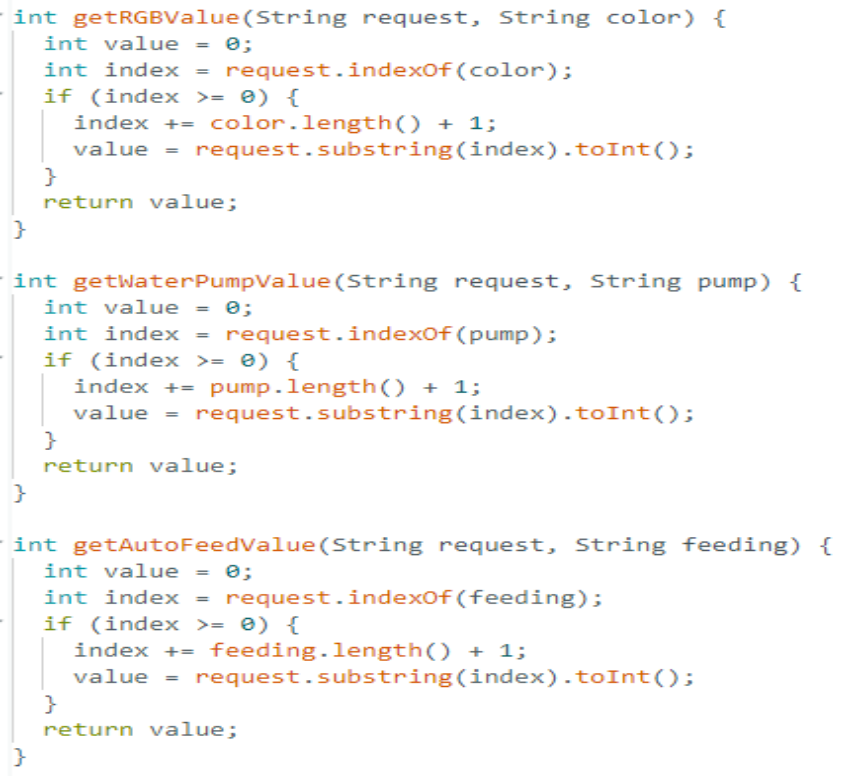 int getRGBValue(String request, String color) {
  int value = 0;
  int index = request.indexOf(color);
  if (index >= 0) {
    index += color.length() + 1;
    value = request.substring(index).toInt();
  }
  return value;
}

int getWaterPumpValue(String request, String pump) {
  int value = 0;
  int index = request.indexOf(pump);
  if (index >= 0) {
    index += pump.length() + 1;
    value = request.substring(index).toInt();
  }
  return value;
}

int getAutoFeedValue(String request, String feeding) {
  int value = 0;
  int index = request.indexOf(feeding);
  if (index >= 0) {
    index += feeding.length() + 1;
    value = request.substring(index).toInt();
  }
  return value;
}